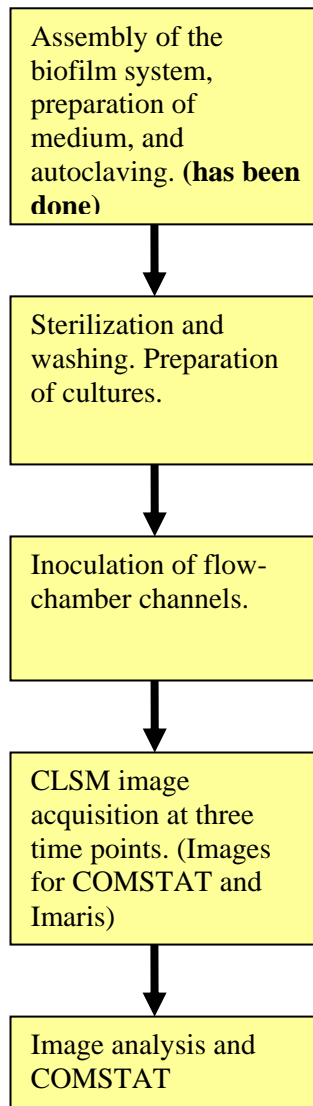 Assembly of the
biofilm system,
preparation of
medium, and
autoclaving. (has been
done)
Sterilization and
washing. Preparation
of cultures.
Inoculation of flow-
chamber channels.
CLSM image
acquisition at three
time points. (Images
for COMSTAT and
Imaris)
Image analysis and
COMSTAT